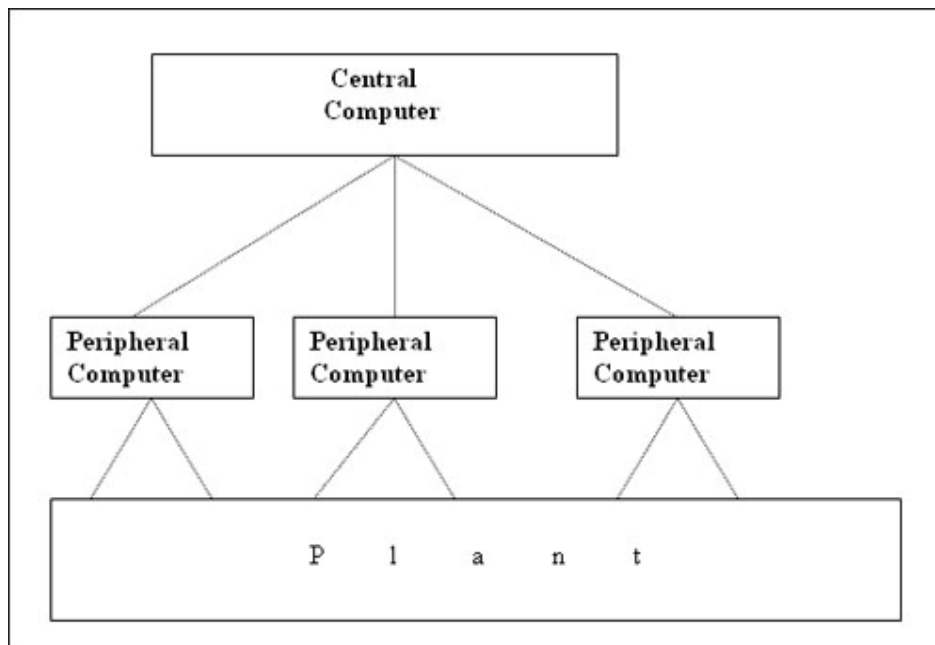 Central
Computer
Peripheral
Computer
Peripheral
Computer
Peripheral
Computer
P l a n t